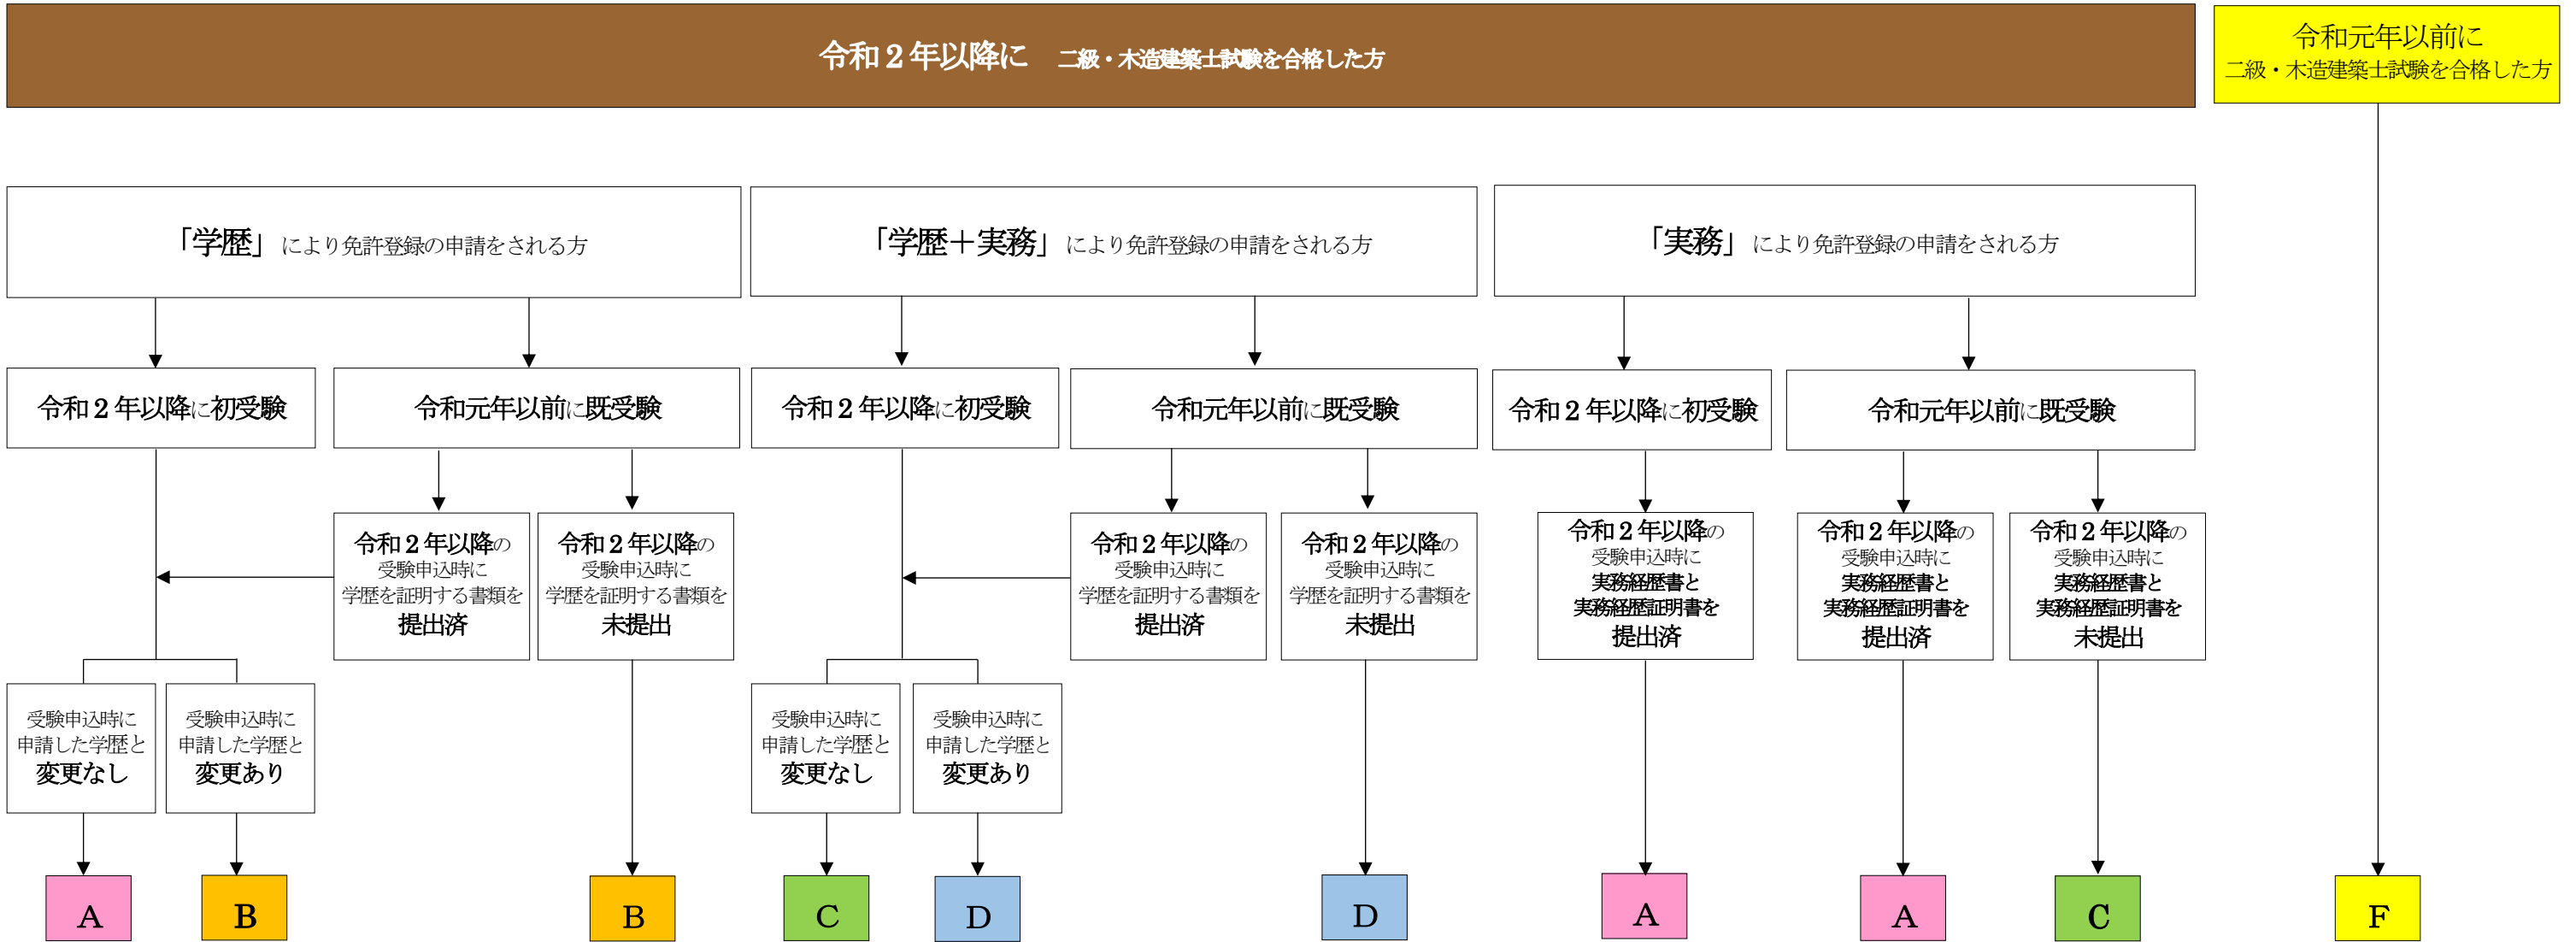 令和２年以降に　二級・木造建築士試験を合格した方
令和元年以前に
二級・木造建築士試験を合格した方
「学歴」により免許登録の申請をされる方
「学歴＋実務」により免許登録の申請をされる方
「実務」により免許登録の申請をされる方
令和２年以降に初受験
令和元年以前に既受験
令和２年以降に初受験
令和元年以前に既受験
令和２年以降に初受験
令和元年以前に既受験
令和２年以降の
受験申込時に
学歴を証明する書類を
提出済
令和２年以降の
受験申込時に
学歴を証明する書類を
未提出
令和２年以降の
受験申込時に
学歴を証明する書類を
提出済
令和２年以降の
受験申込時に
学歴を証明する書類を
未提出
令和２年以降の
受験申込時に
実務経歴書と
実務経歴証明書を
提出済
令和２年以降の
受験申込時に
実務経歴書と
実務経歴証明書を
提出済
令和２年以降の
受験申込時に
実務経歴書と
実務経歴証明書を
未提出
受験申込時に
申請した学歴と
変更なし
受験申込時に
申請した学歴と
変更あり
受験申込時に
申請した学歴と
変更なし
受験申込時に
申請した学歴と
変更あり
A
B
B
C
D
D
A
A
C
F